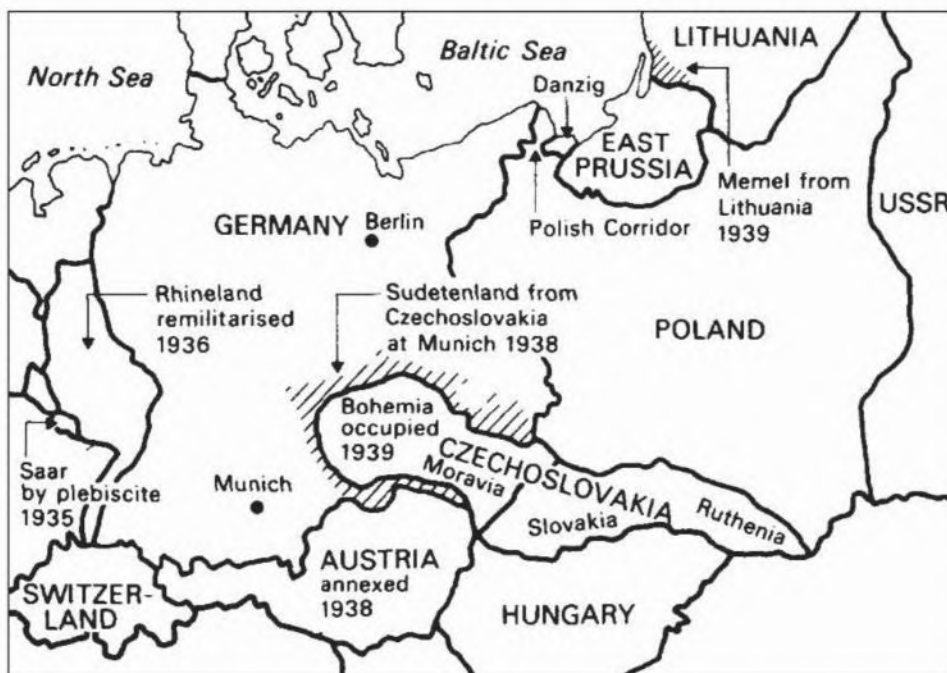 North Sea
Baltic Sea
LITHUANIA
Danzig
EAST
PRUSSIA
Memel from
Lithuania
1939
USSR
GERMANY
Berlin
Polish Corridor
Rhineland
remilitarised
1936
Sudetenland from
Czechoslovakia
at Munich 1938
POLAND
Bohemia
occupied
1939
CZECHOSLOVAKIA
Moravia
Slovakia
Ruthenia
Saar
by plebiscite
1935
Munich
AUSTRIA
annexed
1938
SWITZER-
LAND
HUNGARY